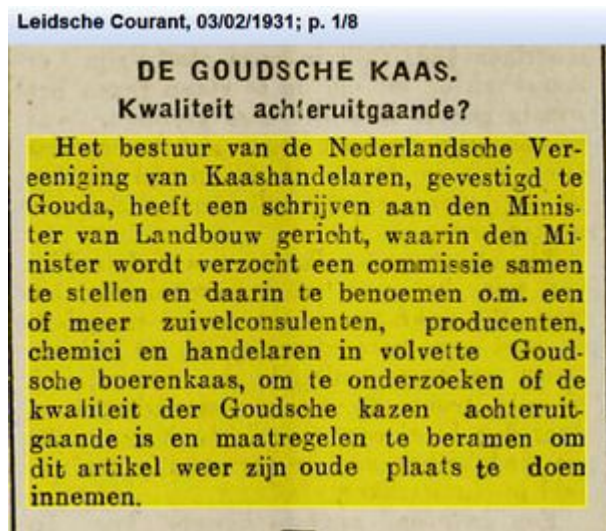 Leidsche Courant, 03/02/1931; p. 1/8
DE GOUDSCHE KAAS.
Kwaliteit achteruitgaande?
Het bestuur van de Nederlandsche Ver-
eeniging van Kaashandelaren, gevestigd te
Gouda, heeft een schrijven aan den Minis-
ter van Landbouw gericht, waarin den Mi-
nister wordt verzocht een commissie samen
te stellen en daarin te benoemen o.m. een
of meer zuivelconsulenten, producenten,
chemici en handelaren in volvette Goud-
sche boerenkaas, om te onderzoeken of de
kwaliteit der Goudsche kazen achteruit-
gaande is en maatregelen te beramen om
dit artikel weer zijn oude plaats te doen
innemen.